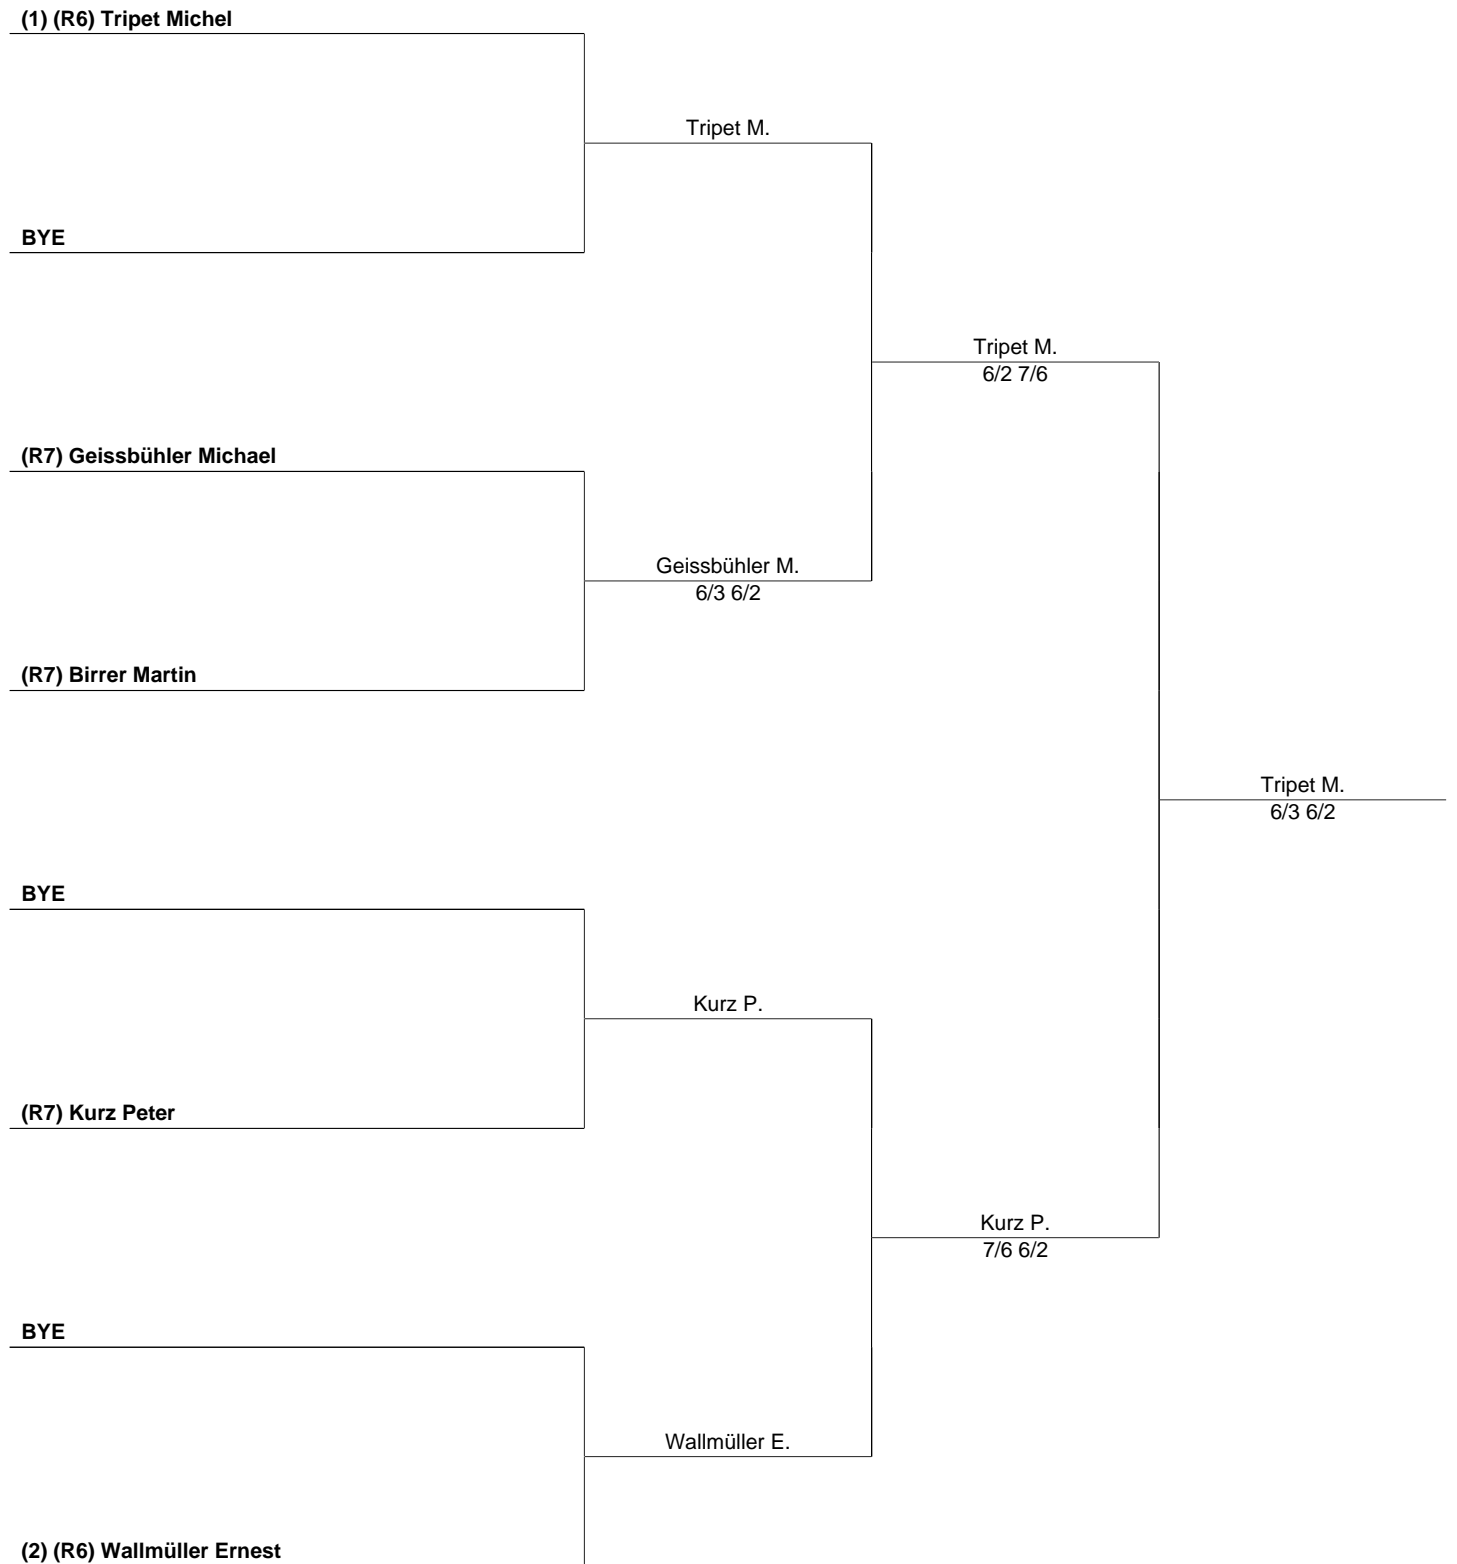 (1) (R6) Tripet Michel
Tripet M.
BYE
Tripet M.
6/2 7/6
(R7) Geissbühler Michael
Geissbühler M.
6/3 6/2
(R7) Birrer Martin
Tripet M.
6/3 6/2
BYE
Kurz P.
(R7) Kurz Peter
Kurz P.
7/6 6/2
BYE
Wallmüller E.
(2) (R6) Wallmüller Ernest